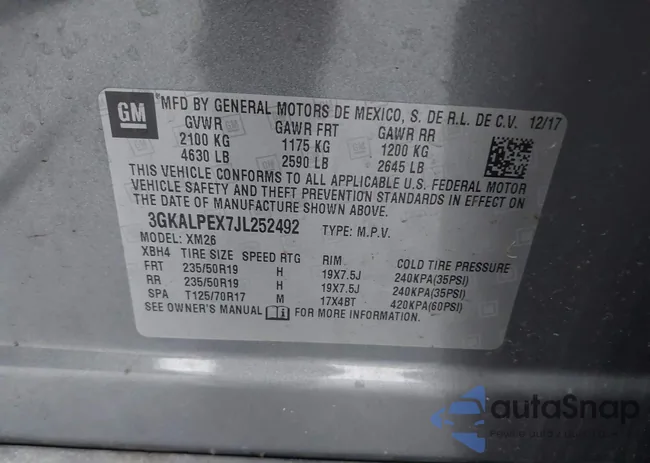 GM
*MFD BY GENERAL MOTORS DE MEXICO, S. DE R.L. DE C.V. 12/17
GVWR GAWR FRT GAWR RR
2100 KG 1175 KG 1200 KG
4630 LB 2590 LB 2645 LB
THIS VEHICLE CONFORMS TO ALL APPLICABLE U.S. FEDERAL MOTOR
VEHICLE SAFETY AND THEFT PREVENTION STANDARDS IN EFFECT ON
THE DATE OF MANUFACTURE SHOWN ABOVE.
3GKALPEX7JL252492 TYPE: M.P.V.
MODEL: XM26
XBH4 TIRE SIZE SPEED RTG RIM COLD TIRE PRESSURE
FRT 235/50R19 H 19X7.5J 240KPA(35PSI)
RR 235/50R19 H 19X7.5J 240KPA(35PSI)
SPA T125/70R17 M 17X4BT 420KPA(60PSI)
SEE OWNER'S MANUAL FOR MORE INFORMATION.
autoSnap